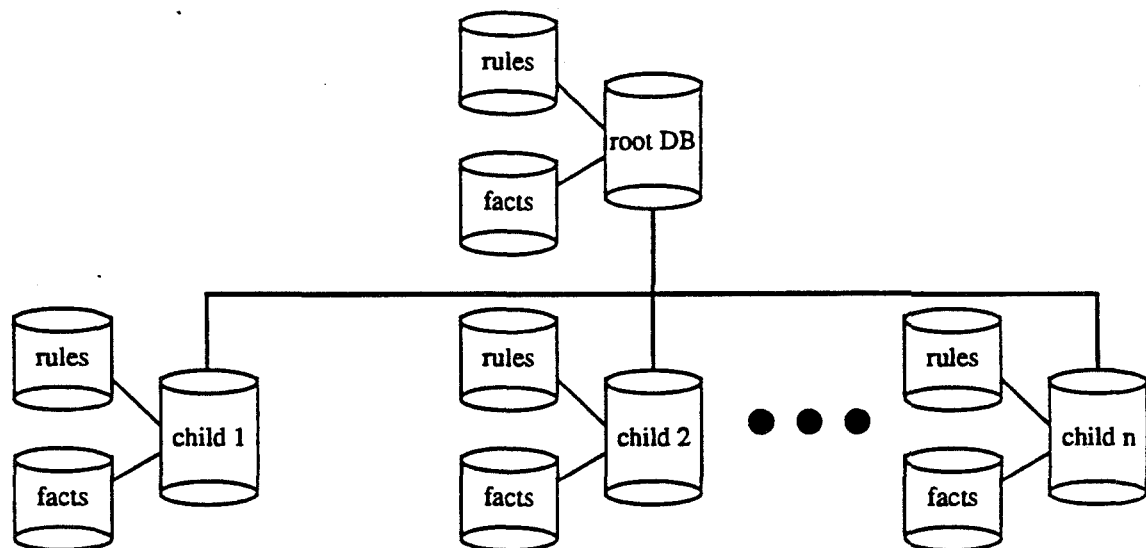 rules
root DB
facts
rules
child 1
facts
rules
child 2
facts
rules
child n
facts